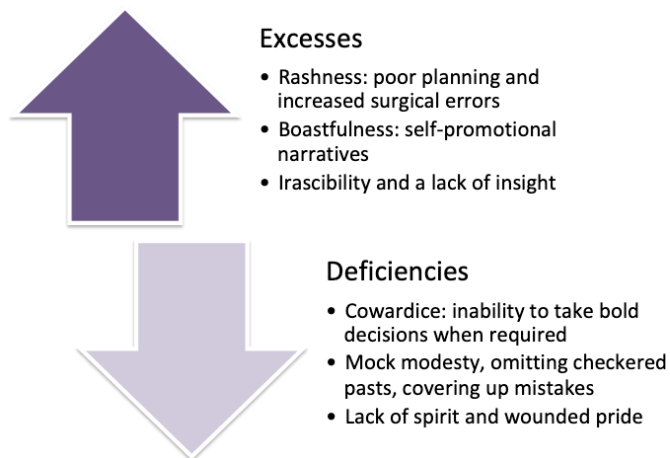 Excesses
• Rashness: poor planning and
increased surgical errors
• Boastfulness: self-promotional
narratives
• Irascibility and a lack of insight
Deficiencies
• Cowardice: inability to take bold
decisions when required
• Mock modesty, omitting checkered
pasts, covering up mistakes
• Lack of spirit and wounded pride